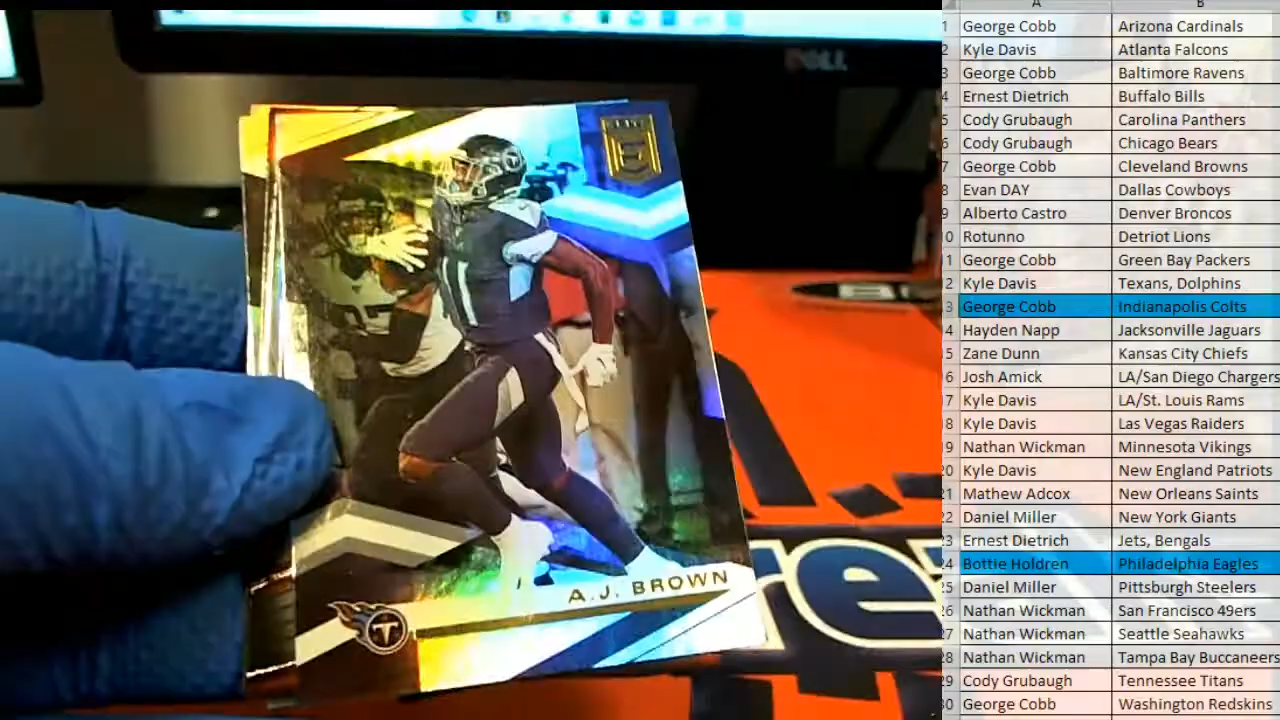 A B
1 George Cobb Arizona Cardinals
2 Kyle Davis Atlanta Falcons
3 George Cobb Baltimore Ravens
4 Ernest Dietrich Buffalo Bills
5 Cody Grubaugh Carolina Panthers
6 Cody Grubaugh Chicago Bears
7 George Cobb Cleveland Browns
8 Evan DAY Dallas Cowboys
9 Alberto Castro Denver Broncos
10 Rotunno Detriot Lions
11 George Cobb Green Bay Packers
12 Kyle Davis Texans, Dolphins
13 George Cobb Indianapolis Colts
14 Hayden Napp Jacksonville Jaguars
15 Zane Dunn Kansas City Chiefs
16 Josh Amick LA/San Diego Chargers
17 Kyle Davis LA/St. Louis Rams
18 Kyle Davis Las Vegas Raiders
19 Nathan Wickman Minnesota Vikings
20 Kyle Davis New England Patriots
21 Mathew Adcox New Orleans Saints
22 Daniel Miller New York Giants
23 Ernest Dietrich Jets, Bengals
24 Bottie Holdren Philadelphia Eagles
25 Daniel Miller Pittsburgh Steelers
26 Nathan Wickman San Francisco 49ers
27 Nathan Wickman Seattle Seahawks
28 Nathan Wickman Tampa Bay Buccaneers
29 Cody Grubaugh Tennessee Titans
30 George Cobb Washington Redskins
DELL
11
T
A.J. BROWN
re